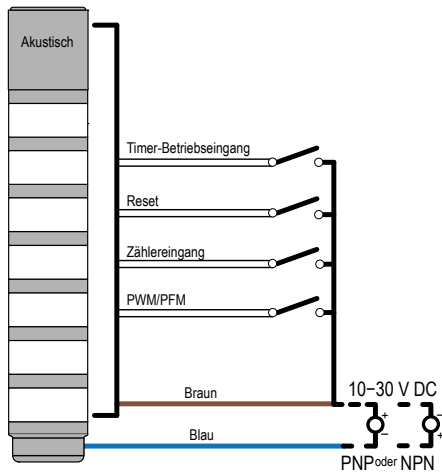 Akustisch
Timer-Betriebseingang
Reset
Zählereingang
PWM/PFM
Braun
10–30 V DC
Blau
+ – – +
PNP oder NPN